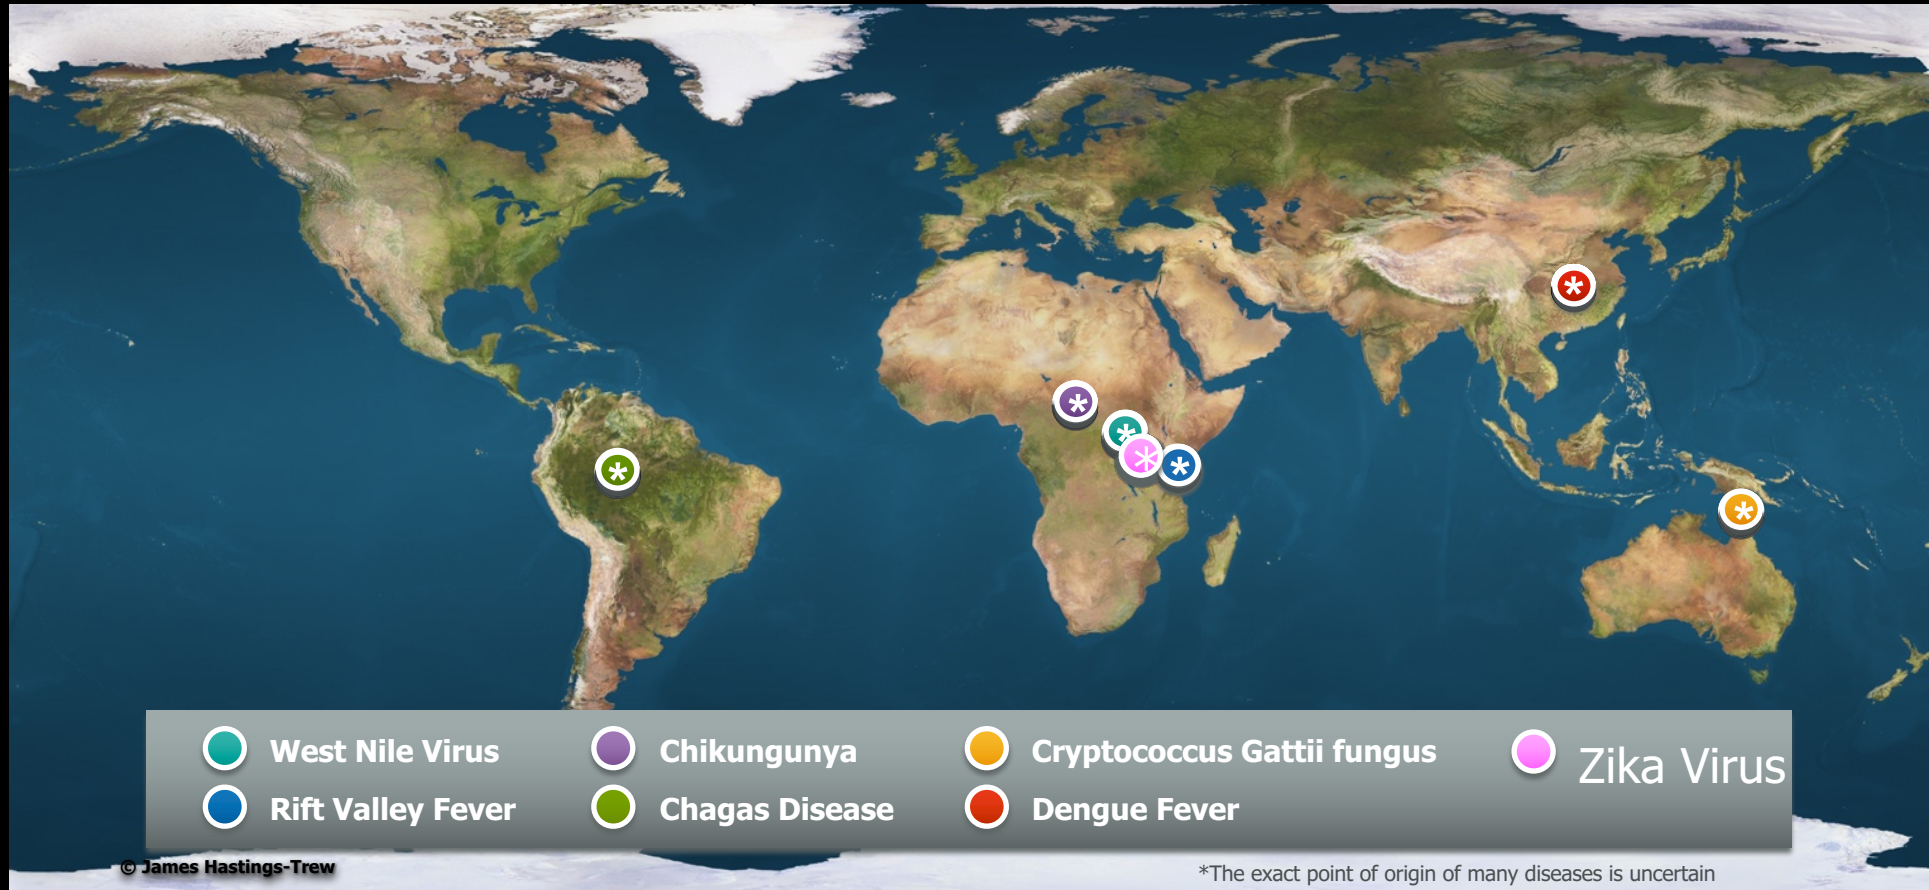 *
*
*
*
*
*
*
West Nile Virus
Chikungunya
Cryptococcus Gattii fungus
Zika Virus
Rift Valley Fever
Chagas Disease
Dengue Fever
© James Hastings-Trew
*The exact point of origin of many diseases is uncertain